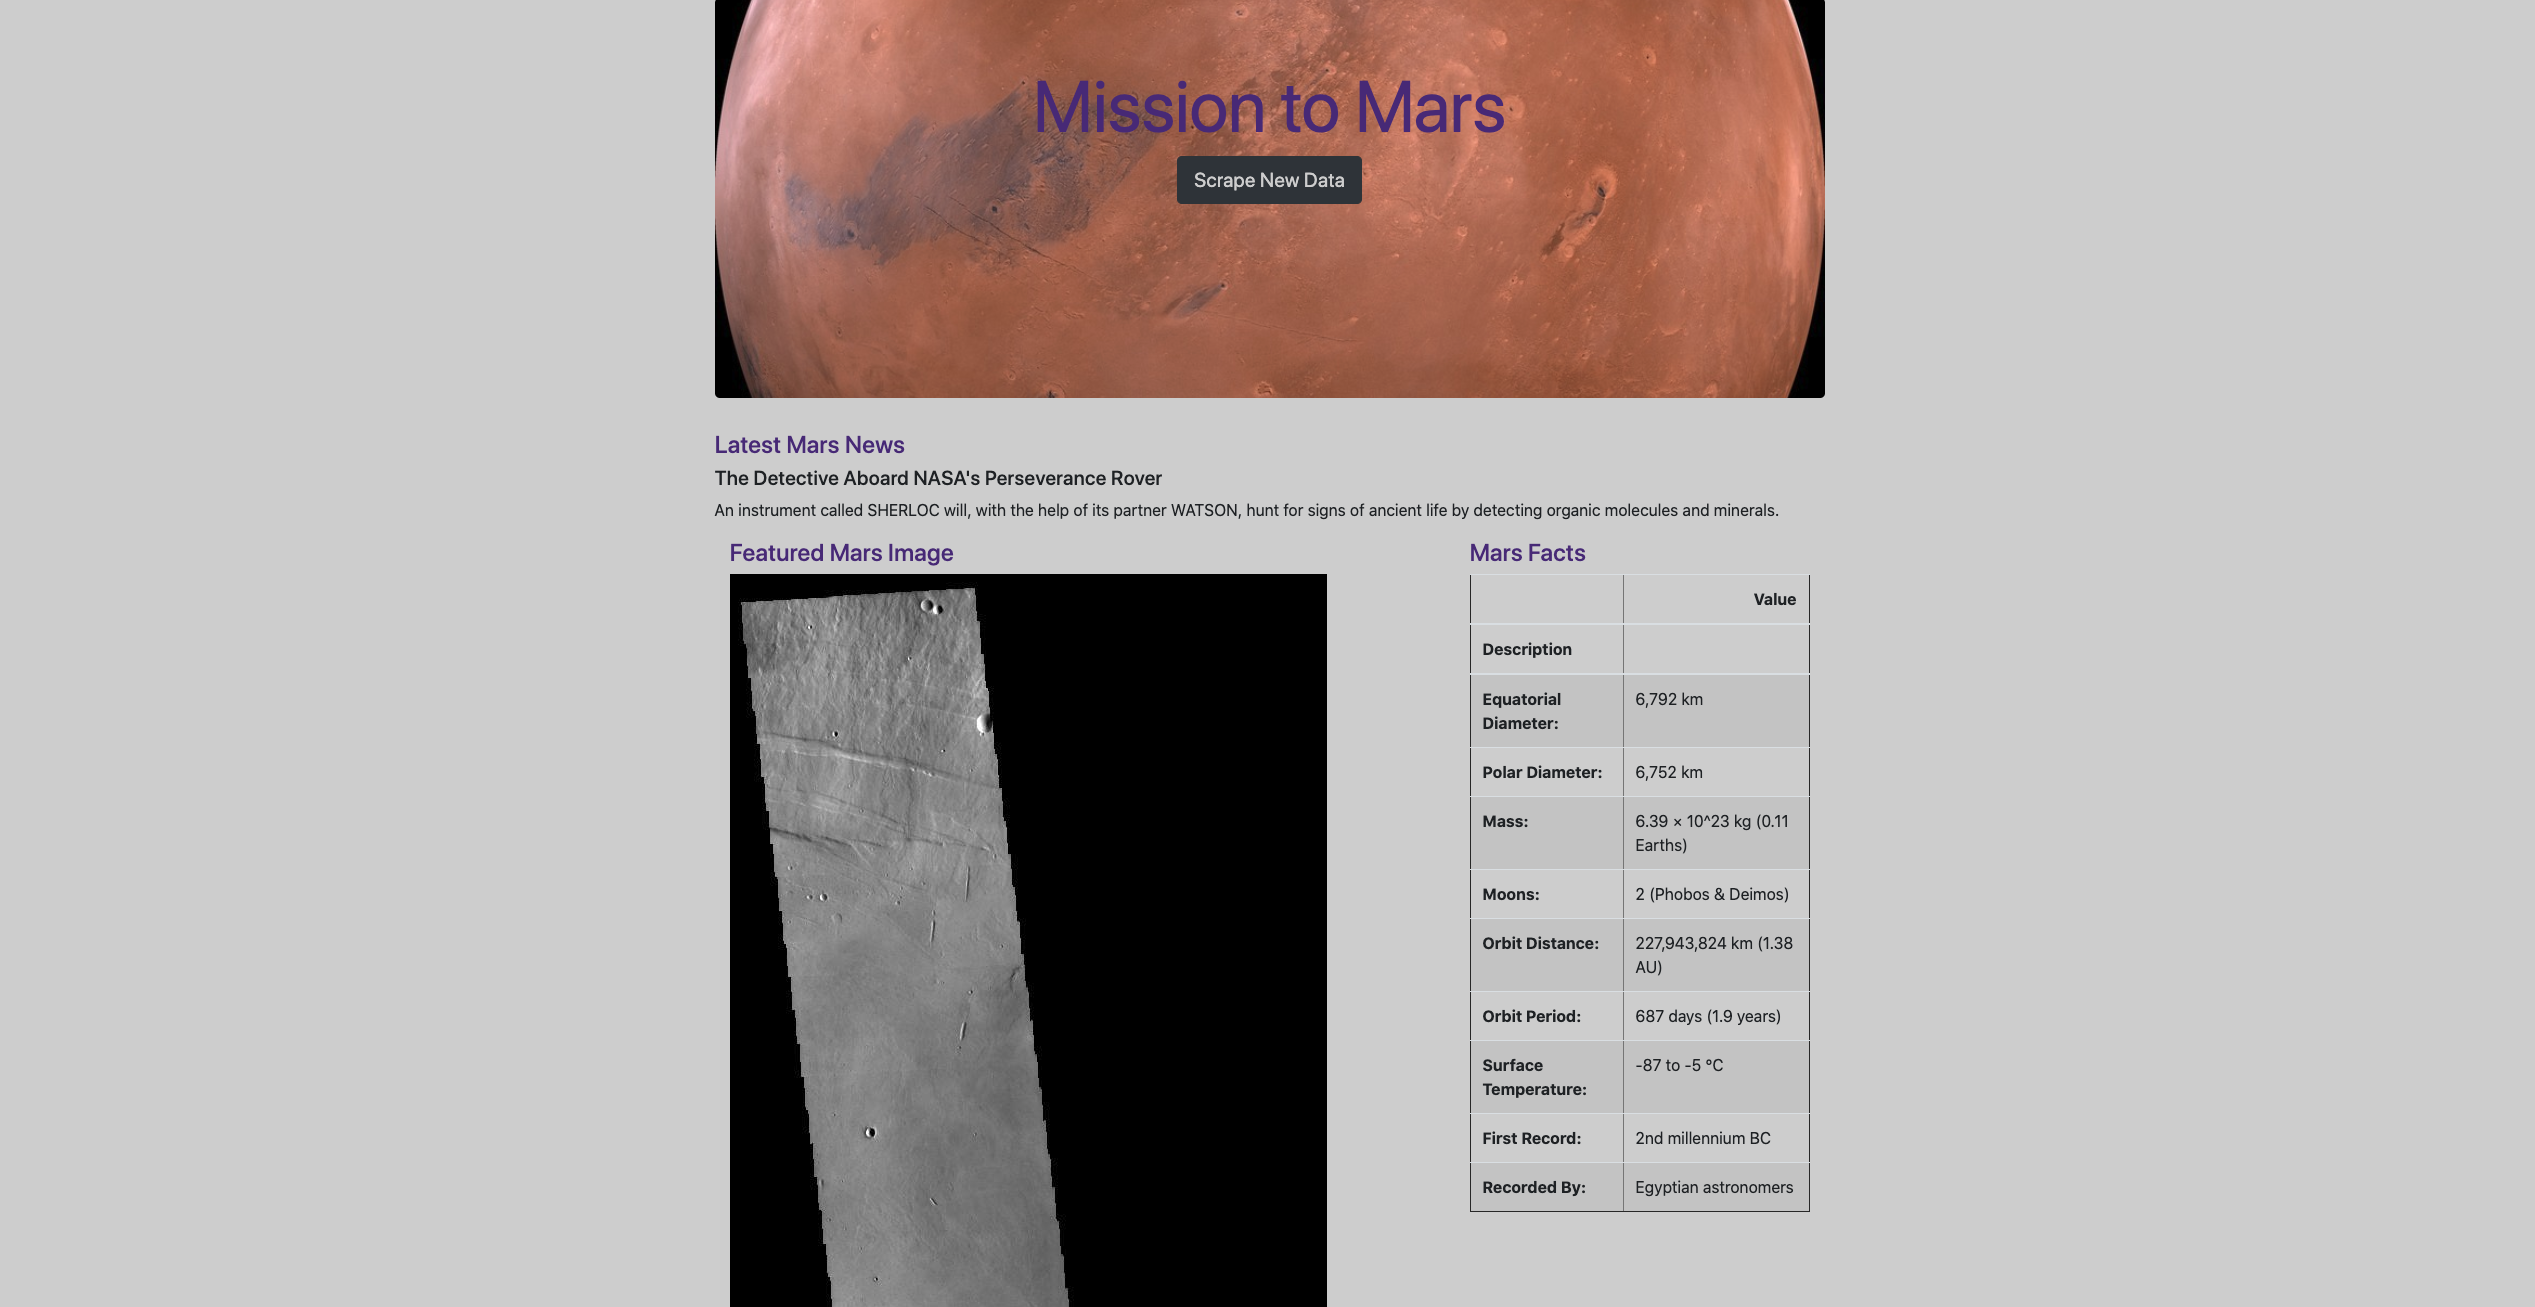 Mission to Mars
Scrape New Data
Latest Mars News
The Detective Aboard NASA's Perseverance Rover
An instrument called SHERLOC will, with the help of its partner WATSON, hunt for signs of ancient life by detecting organic molecules and minerals.
Featured Mars Image
Mars Facts
Value
Description
Equatorial Diameter: 6,792 km
Polar Diameter: 6,752 km
Mass: 6.39 × 10^23 kg (0.11 Earths)
Moons: 2 (Phobos & Deimos)
Orbit Distance: 227,943,824 km (1.38 AU)
Orbit Period: 687 days (1.9 years)
Surface Temperature: -87 to -5 °C
First Record: 2nd millennium BC
Recorded By: Egyptian astronomers